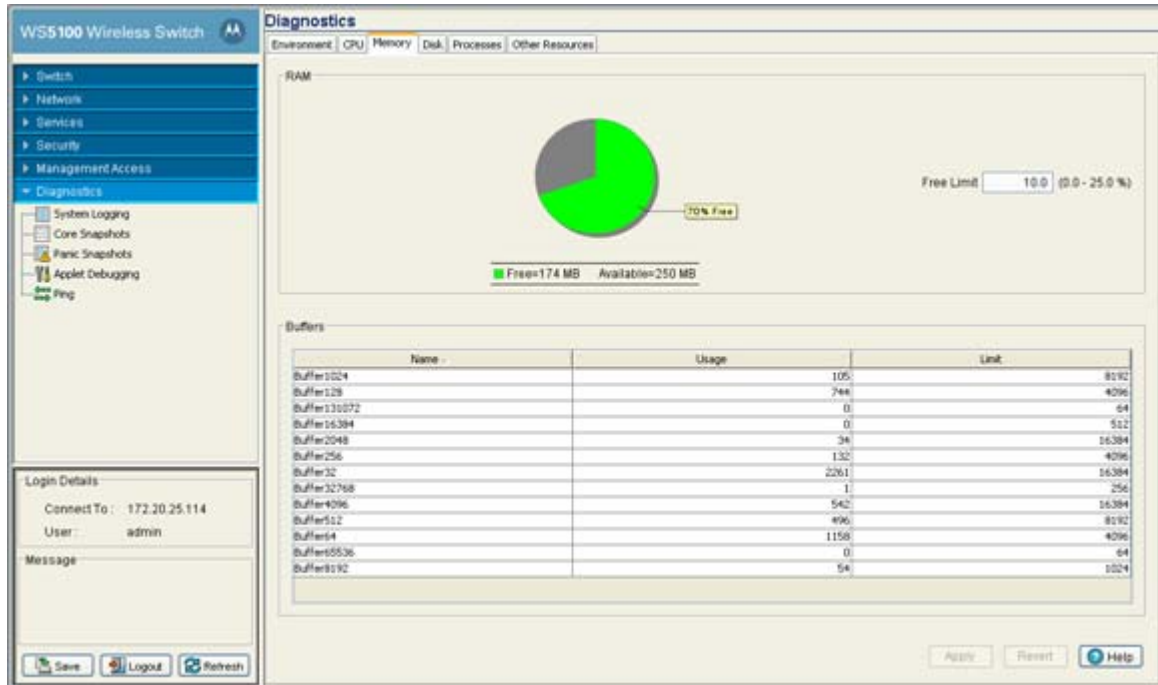 WS5100 Wireless Switch
Switch
Network
Services
Security
Management Access
Diagnostics
System Logging
Core Snapshots
Panic Snapshots
Applet Debugging
Ping
Login Details
Connect To : 172.20.25.114
User : admin
Message
Save Logout Refresh
Diagnostics
Environment CPU Memory Disk Processes Other Resources
RAM
70% Free
Free=174 MB Available=250 MB
Free Limit 10.0 (0.0 - 25.0 %)
Buffers
Name Usage Limit
Buffer1024 105 8192
Buffer128 744 4096
Buffer131072 0 64
Buffer16384 0 512
Buffer2048 34 16384
Buffer256 132 4096
Buffer32 2261 16384
Buffer32768 1 256
Buffer4096 542 16384
Buffer512 496 8192
Buffer64 1158 4096
Buffer65536 0 64
Buffer8192 54 1024
Apply Revert Help